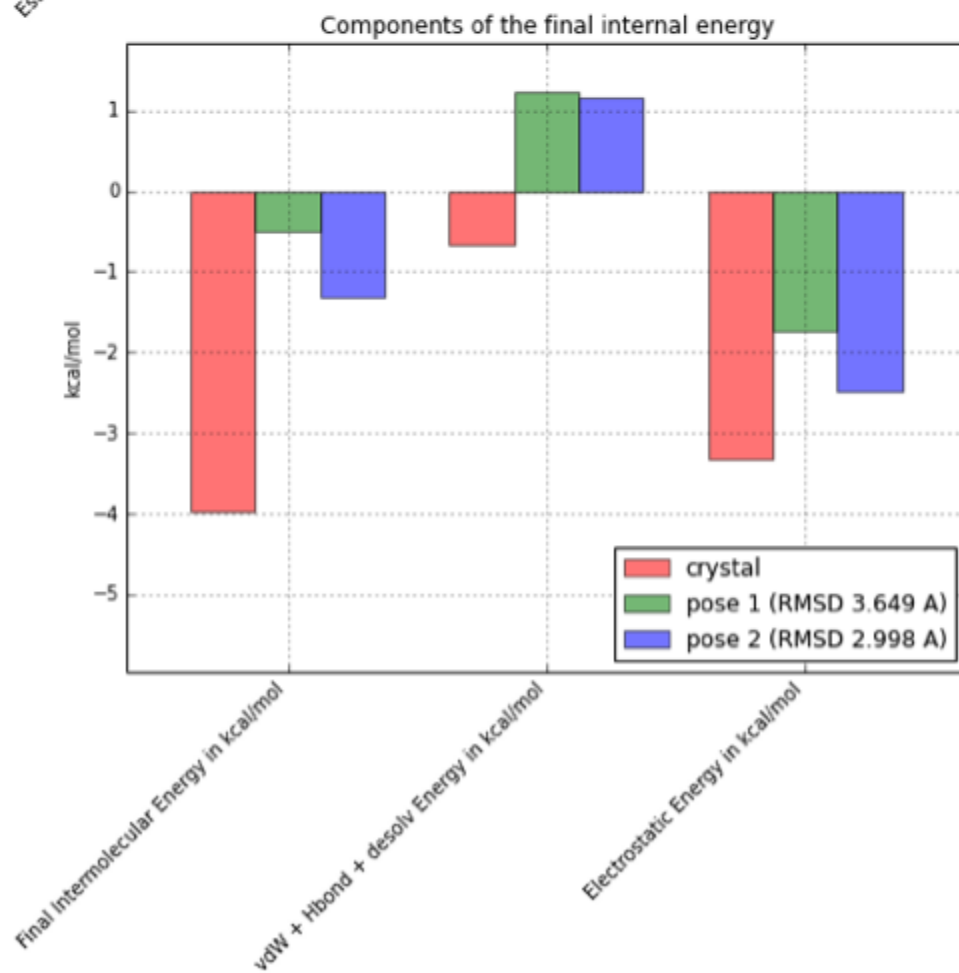 Components of the final internal energy
kcal/mol
1
0
−1
−2
−3
−4
−5
crystal
pose 1 (RMSD 3.649 A)
pose 2 (RMSD 2.998 A)
Final Intermolecular Energy in kcal/mol
vdW + Hbond + desolv Energy in kcal/mol
Electrostatic Energy in kcal/mol